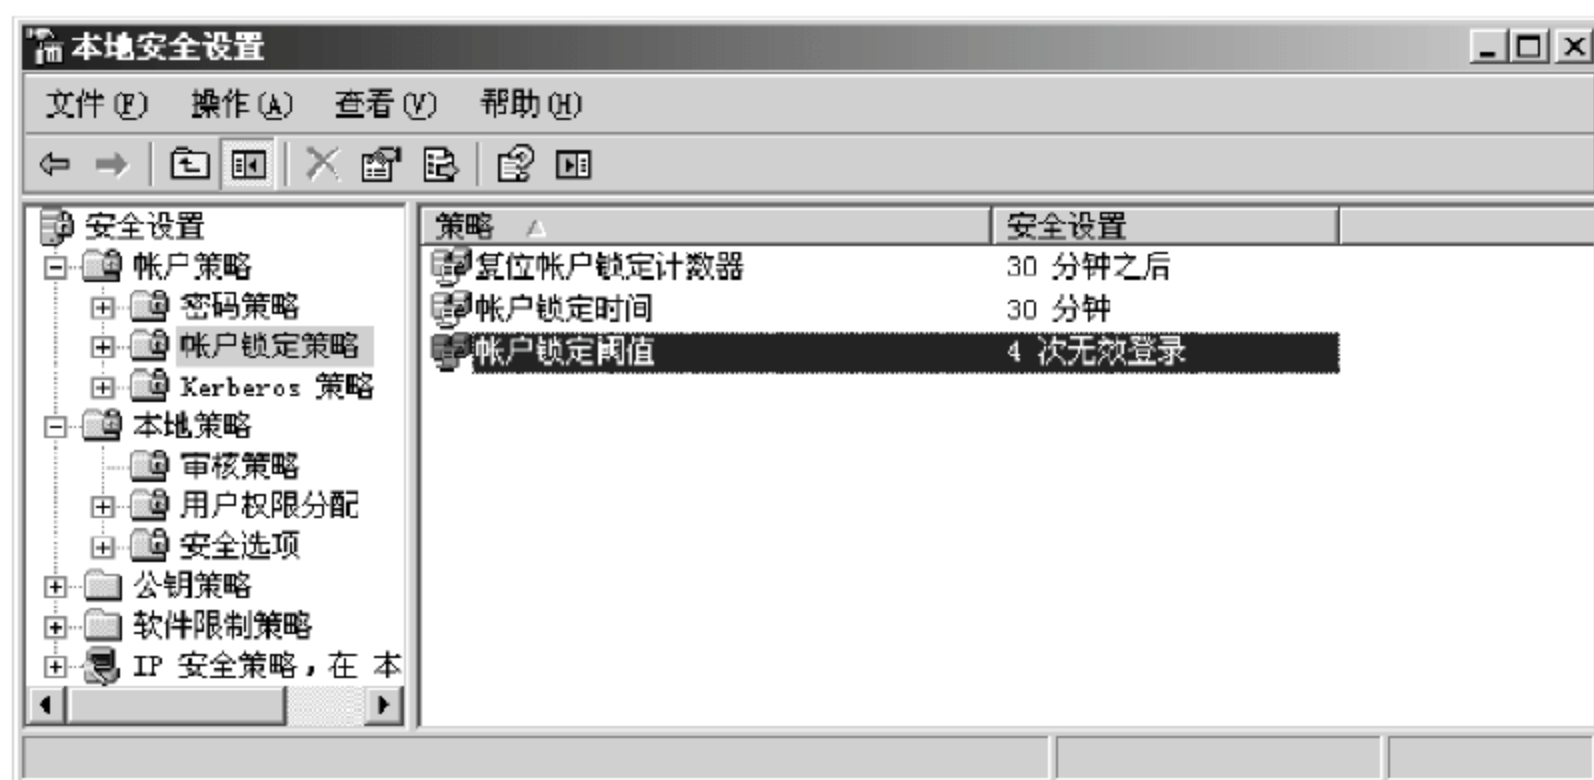 本地安全设置
文件(F) 操作(A) 查看(V) 帮助(H)
安全设置
帐户策略
密码策略
帐户锁定策略
Kerberos 策略
本地策略
审核策略
用户权限分配
安全选项
公钥策略
软件限制策略
IP 安全策略，在 本
策略 安全设置
复位帐户锁定计数器 30 分钟之后
帐户锁定时间 30 分钟
帐户锁定阈值 4 次无效登录